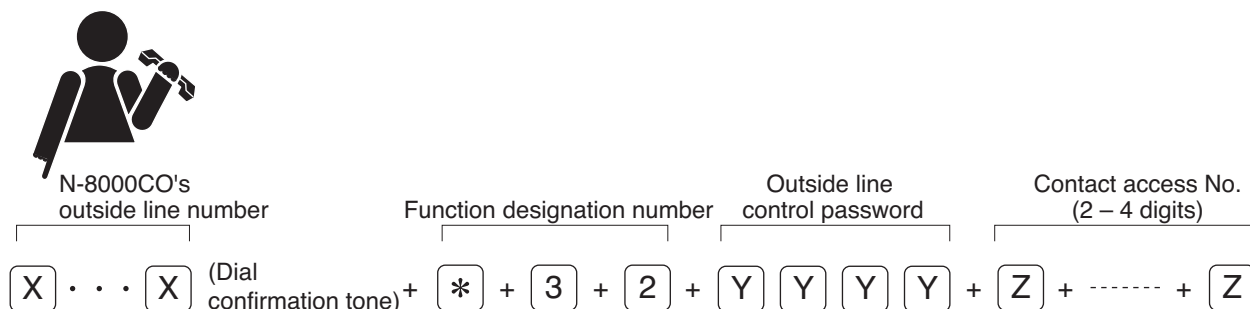 N-8000CO's
outside line number
Function designation number
Outside line
control password
Contact access No.
(2 – 4 digits)
X · · · X (Dial
confirmation tone) + * + 3 + 2 + Y Y Y Y + Z + ------- + Z